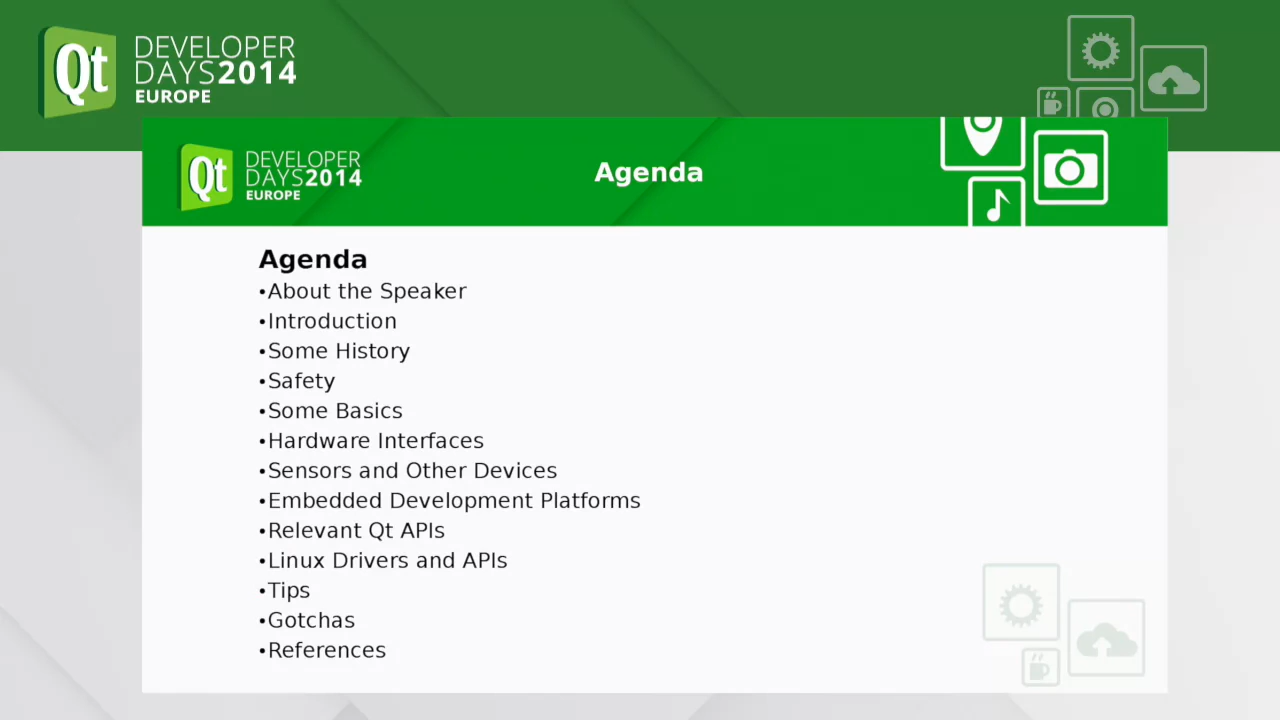 Qt
DEVELOPER
DAYS2014
EUROPE
Qt
DEVELOPER
DAYS2014
EUROPE
Agenda
Agenda
•About the Speaker
•Introduction
•Some History
•Safety
•Some Basics
•Hardware Interfaces
•Sensors and Other Devices
•Embedded Development Platforms
•Relevant Qt APIs
•Linux Drivers and APIs
•Tips
•Gotchas
•References